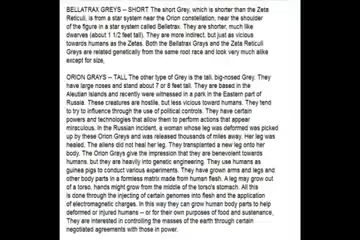 BELLATRAX GREYS -- SHORT The short Grey, which is shorter than the Zeta
Reticuli, is from a star system near the Orion constellation, near the shoulder
of the figure in a star system called Bellatrax. They are shorter, much like
dwarves (about 1 1/2 feet tall). They are more indirect, but just as vicious
towards humans as the Zetas. Both the Bellatrax Grays and the Zeta Reticuli
Greys are related genetically from the same root race and look very much alike
except for size,
ORION GRAYS -- TALL The other type of Grey is the tall, big-nosed Grey. They
have large noses and stand about 7 or 8 feet tall. They are based in the
Aleutian Islands and recently were witnessed in a park in the Eastern part of
Russia. These creatures are hostile, but less vicious toward humans. They tend
to try to influence through the use of political controls. They have certain
powers and technologies that allow them to perform actions that appear
miraculous. In the Russian incident, a woman whose leg was deformed was picked
up by these Orion Greys and was released thousands of miles away. Her leg was
healed. The aliens did not heal her leg. They transplanted a new leg onto her
body. The Orion Greys give the impression that they are benevolent towards
humans, but they are heavily into genetic engineering. They use humans as
guinea pigs to conduct various experiments. They have grown arms and legs and
other body parts in a formless matrix made from human flesh. A leg may grow out
of a torso, hands might grow from the middle of the torso's stomach. All this
is done through the injecting of certain genomes into flesh and the application
of electromagnetic charges. In this way they can grow human body parts to help
deformed or injured humans -- or for their own purposes of food and sustenance,
They are interested in controlling the masses of the earth through certain
negotiated agreements with those in power.